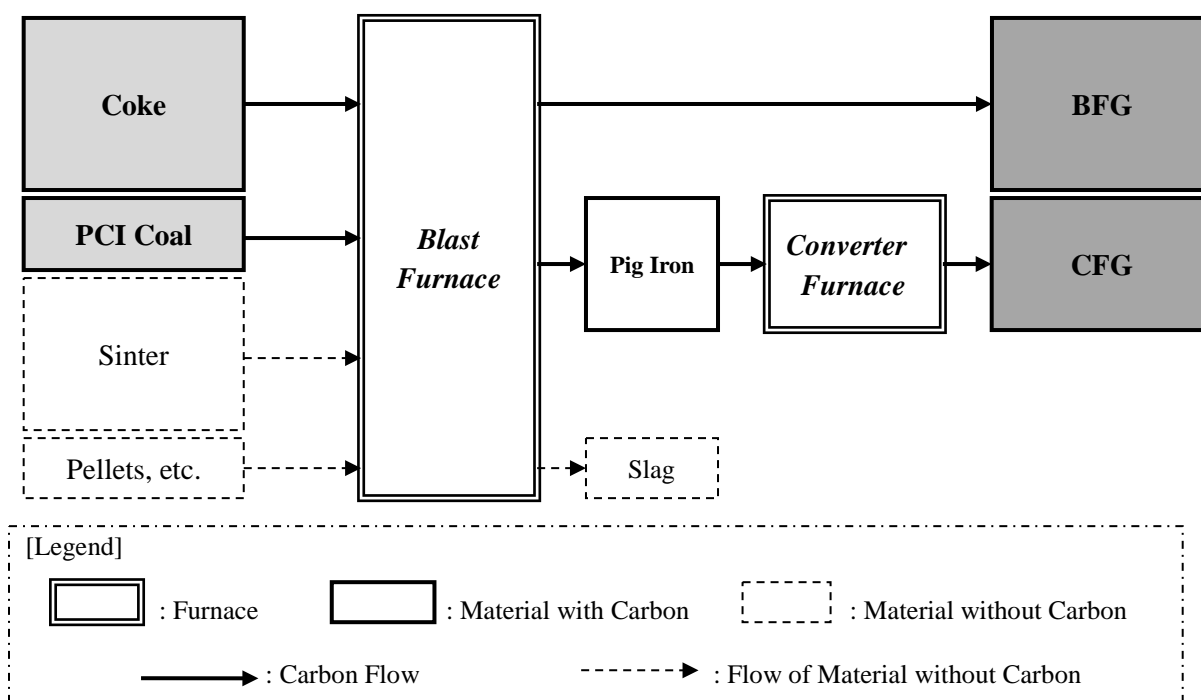 Coke
BFG
PCI Coal
Blast
Furnace
Pig Iron
Converter
Furnace
CFG
Sinter
Pellets, etc.
Slag
[Legend]
: Furnace
: Material with Carbon
: Material without Carbon
: Carbon Flow
: Flow of Material without Carbon